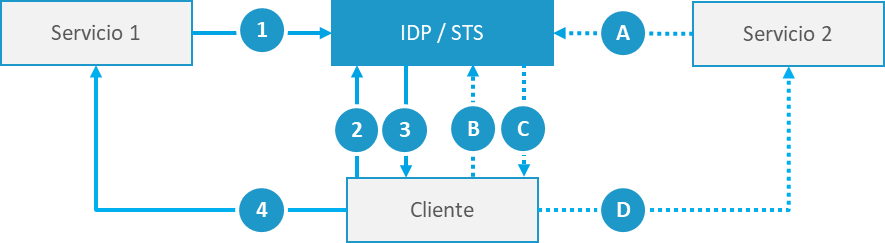 Servicio 1
1
IDP / STS
A
Servicio 2
2
3
B
C
4
Cliente
D